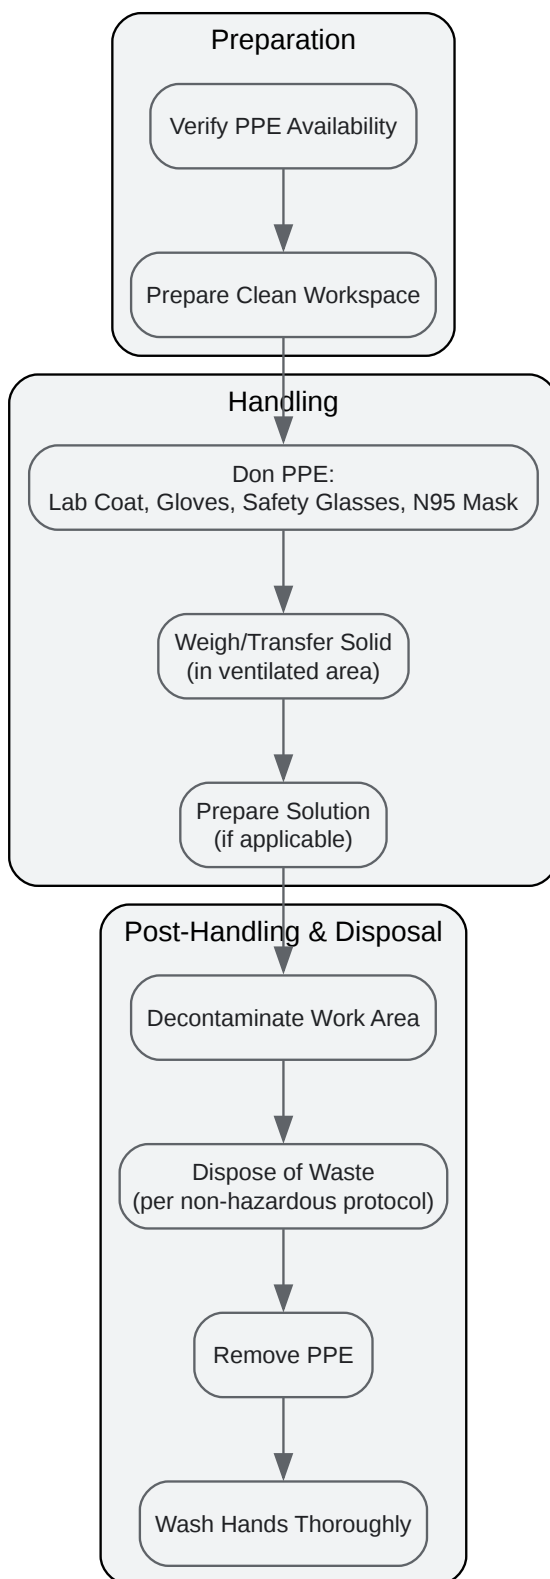 Preparation
Verify PPE Availability
Prepare Clean Workspace
Handling
Don PPE:
Lab Coat, Gloves, Safety Glasses, N95 Mask
Weigh/Transfer Solid
(in ventilated area)
Prepare Solution
(if applicable)
Post-Handling & Disposal
Decontaminate Work Area
Dispose of Waste
(per non-hazardous protocol)
Remove PPE
Wash Hands Thoroughly